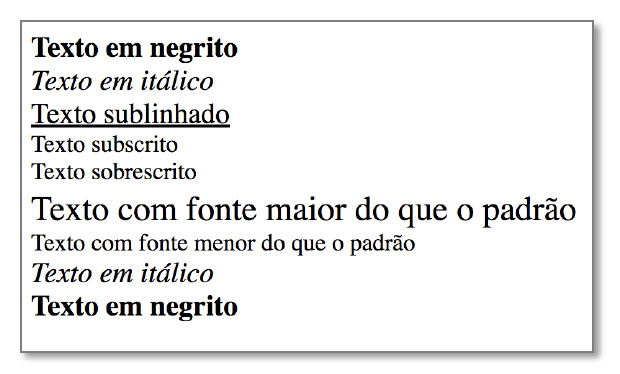 Texto em negrito
Texto em itálico
Texto sublinhado
Texto subscrito
Texto sobrescrito
Texto com fonte maior do que o padrão
Texto com fonte menor do que o padrão
Texto em itálico
Texto em negrito